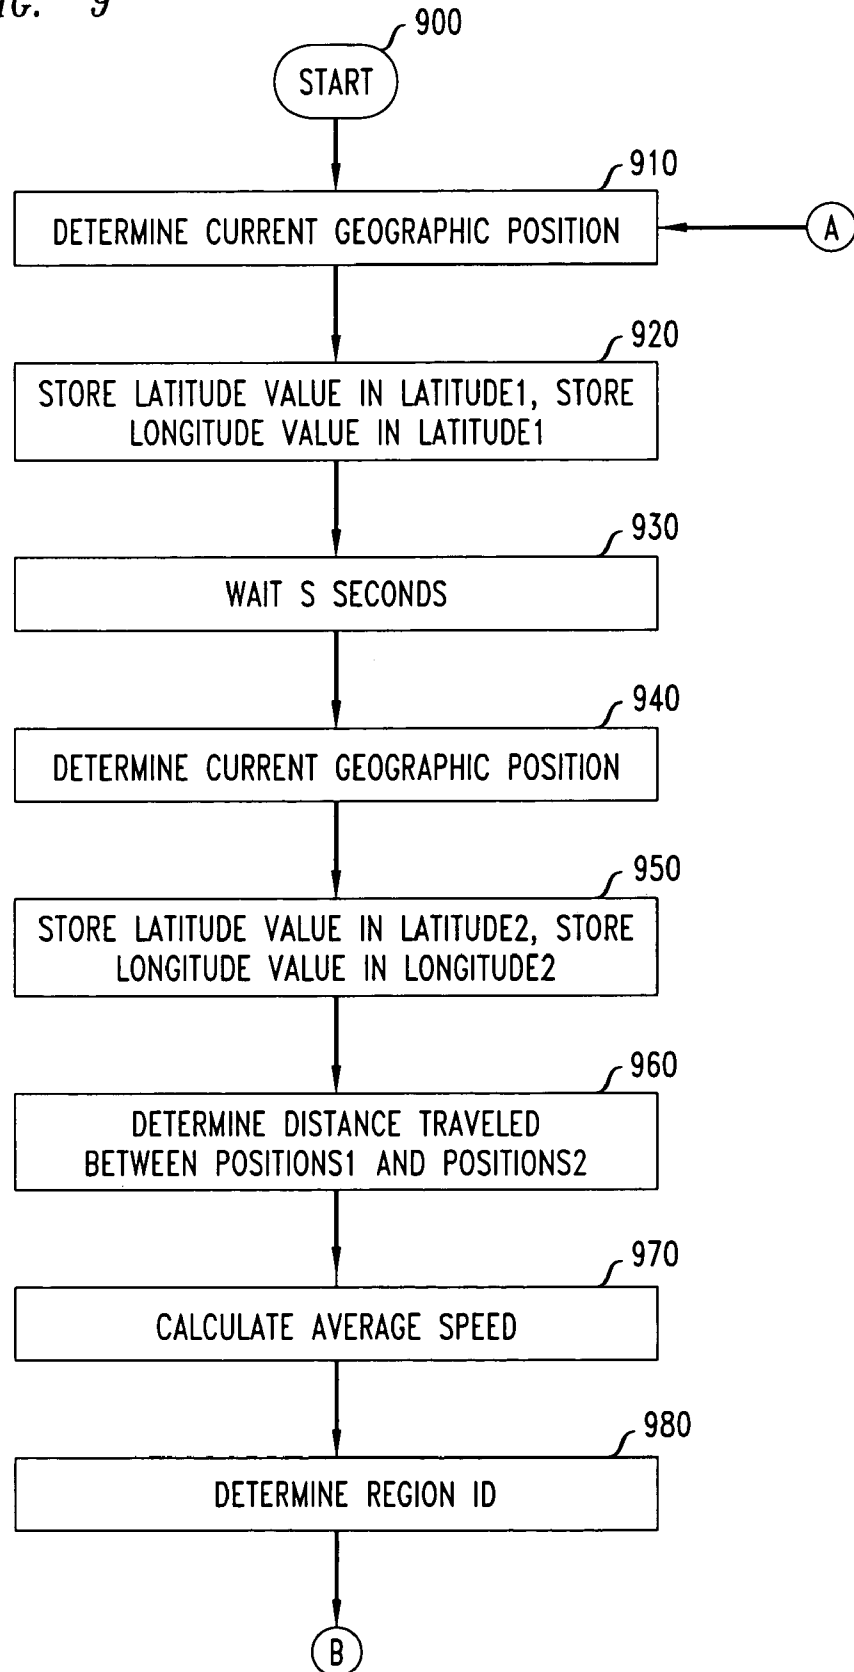 FIG. 9
900
START
910
DETERMINE CURRENT GEOGRAPHIC POSITION
A
920
STORE LATITUDE VALUE IN LATITUDE1, STORE
LONGITUDE VALUE IN LATITUDE1
930
WAIT S SECONDS
940
DETERMINE CURRENT GEOGRAPHIC POSITION
950
STORE LATITUDE VALUE IN LATITUDE2, STORE
LONGITUDE VALUE IN LONGITUDE2
960
DETERMINE DISTANCE TRAVELED
BETWEEN POSITIONS1 AND POSITIONS2
970
CALCULATE AVERAGE SPEED
980
DETERMINE REGION ID
B